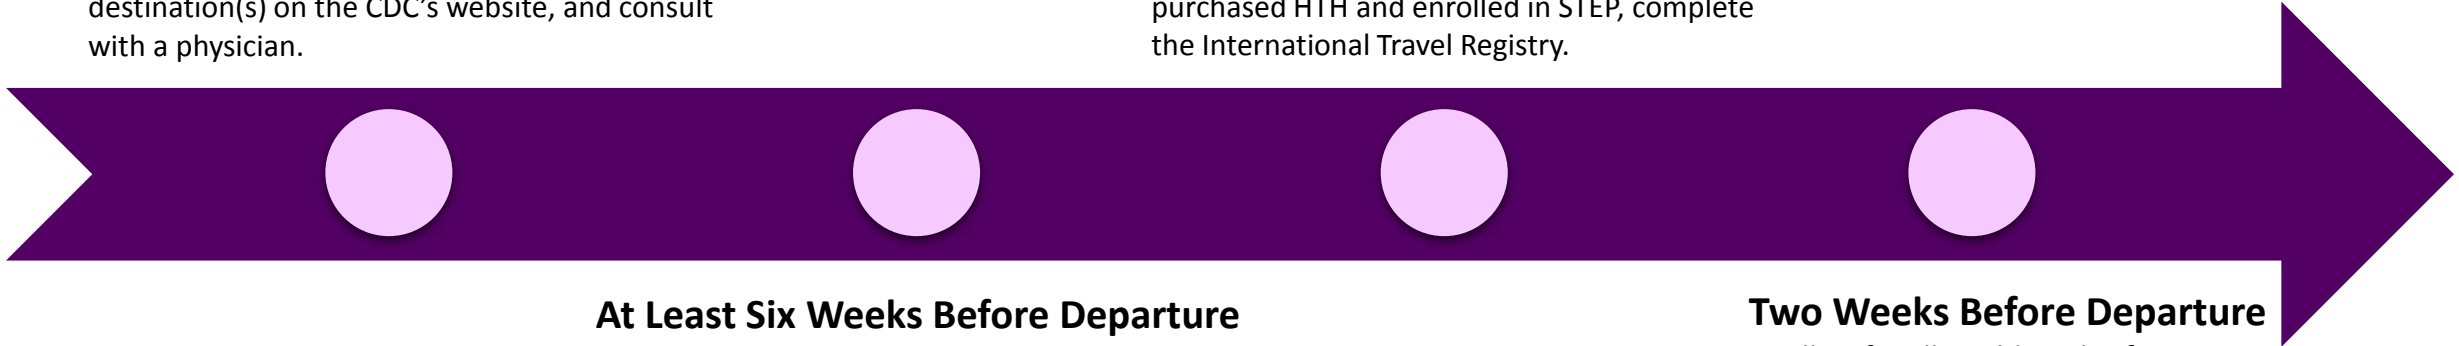 destination(s) on the CDC's website, and consult
with a physician.
purchased HTH and enrolled in STEP, complete
the International Travel Registry.
At Least Six Weeks Before Departure
Two Weeks Before Departure